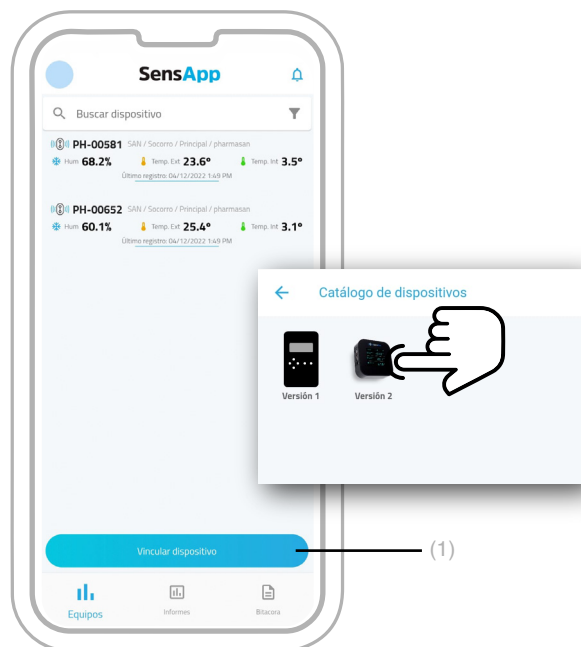 SensApp
Buscar dispositivo
PH-00581 SAN / Socorro / Principal / pharmasan
Hum 68.2% Temp. Ext 23.6° Temp. Int 3.5°
Último registro: 04/12/2022 1:49 PM
PH-00652 SAN / Socorro / Principal / pharmasan
Hum 60.1% Temp. Ext 25.4° Temp. Int 3.1°
Último registro: 04/12/2022 1:49 PM
Catálogo de dispositivos
Versión 1 Versión 2
Vincular dispositivo (1)
Equipos Informes Bitacora